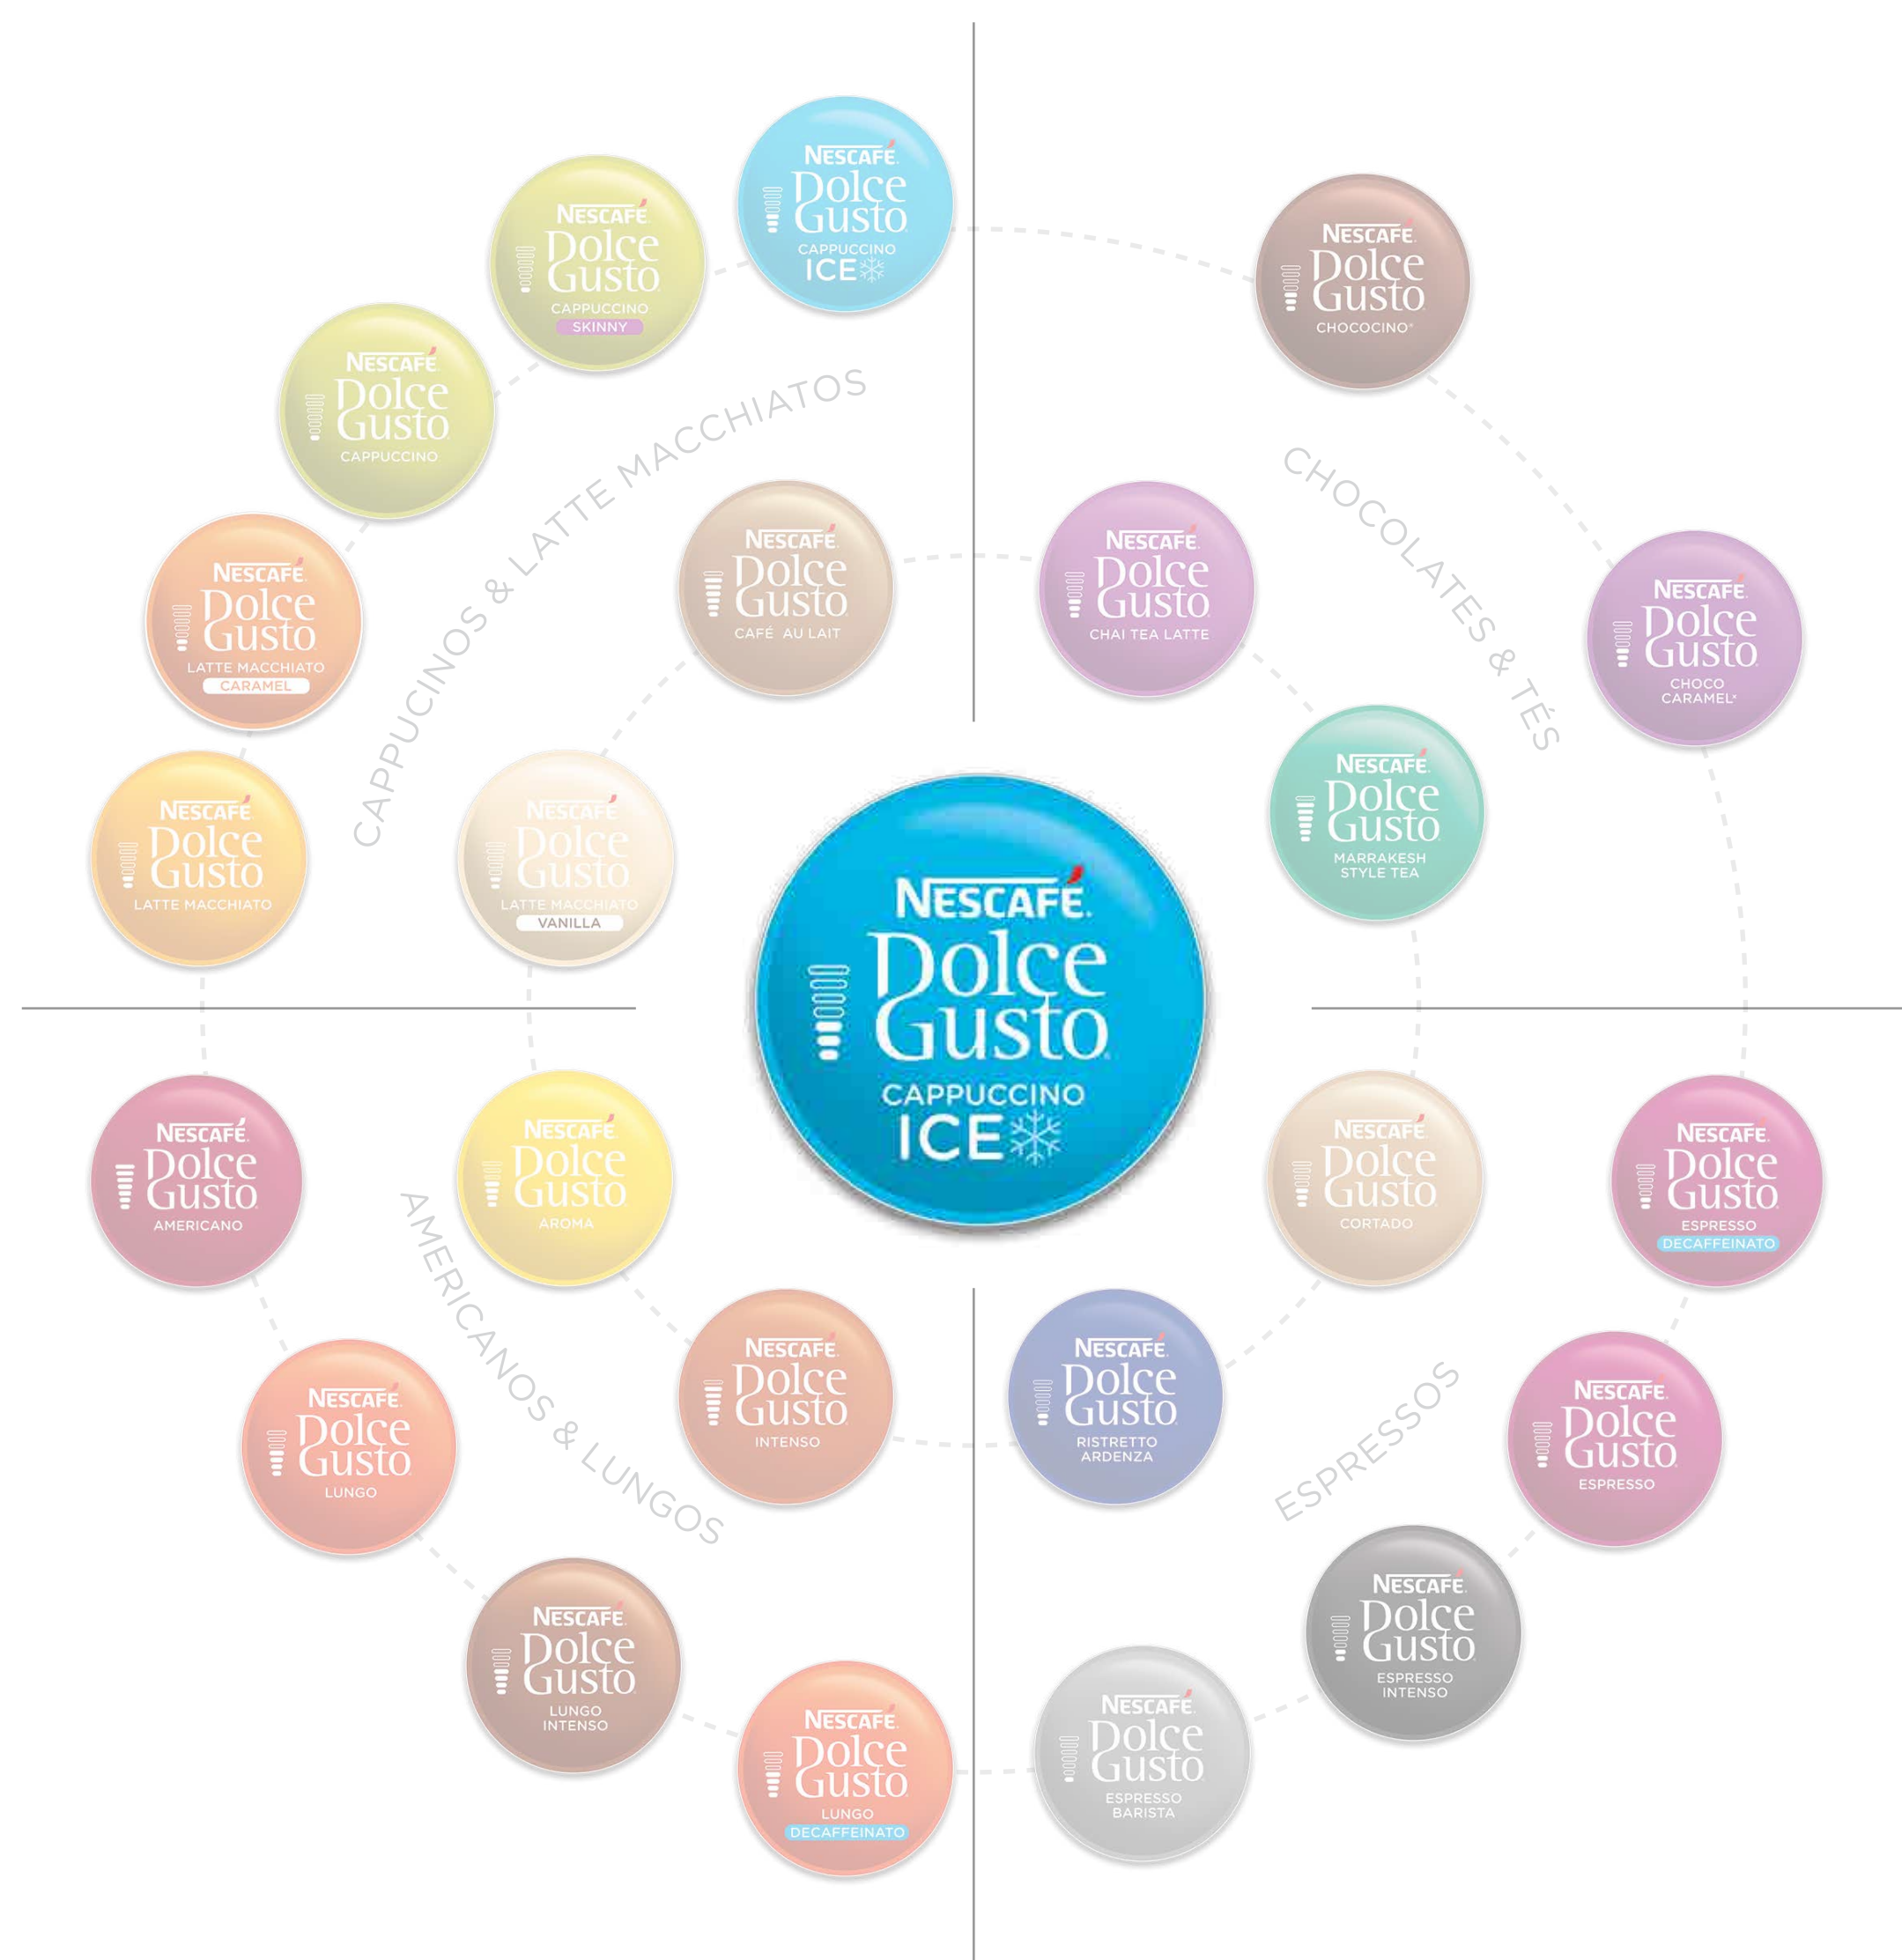 NESCAFÉ.
Dolce
Gusto
CAPPUCCINO
ICE
NESCAFÉ.
Dolce
Gusto
CAPPUCCINO
SKINNY
NESCAFÉ.
Dolce
Gusto
CAPPUCCINO
NESCAFÉ.
Dolce
Gusto
LATTE MACCHIATO
CARAMEL
NESCAFÉ.
Dolce
Gusto
LATTE MACCHIATO
CAPPUCINOS & LATTE MACCHIATOS
NESCAFÉ.
Dolce
Gusto
CAFÉ AU LAIT
NESCAFÉ.
Dolce
Gusto
LATTE MACCHIATO
VANILLA
NESCAFÉ.
Dolce
Gusto
CHOCOCINO®
CHOCOLATES & TÉS
NESCAFÉ.
Dolce
Gusto
CHAI TEA LATTE
NESCAFÉ.
Dolce
Gusto
CHOCO
CARAMEL*
NESCAFÉ.
Dolce
Gusto
MARRAKESH
STYLE TEA
NESCAFÉ.
Dolce
Gusto
CAPPUCCINO
ICE
NESCAFÉ.
Dolce
Gusto
AMERICANO
NESCAFÉ.
Dolce
Gusto
AROMA
AMERICANOS & LUNGOS
NESCAFÉ.
Dolce
Gusto
INTENSO
NESCAFÉ.
Dolce
Gusto
LUNGO
NESCAFÉ.
Dolce
Gusto
LUNGO
INTENSO
NESCAFÉ.
Dolce
Gusto
LUNGO
DECAFFEINATO
NESCAFÉ.
Dolce
Gusto
CORTADO
NESCAFÉ.
Dolce
Gusto
ESPRESSO
DECAFFEINATO
NESCAFÉ.
Dolce
Gusto
RISTRETTO
ARDENZA
ESPRESSOS
NESCAFÉ.
Dolce
Gusto
ESPRESSO
NESCAFÉ.
Dolce
Gusto
ESPRESSO
INTENSO
NESCAFÉ.
Dolce
Gusto
ESPRESSO
BARISTA